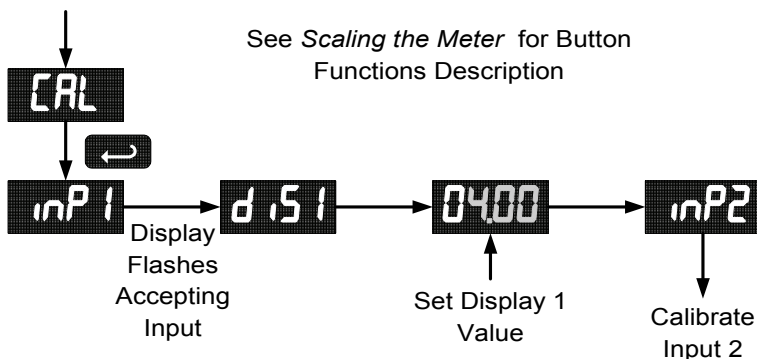 See Scaling the Meter for Button
Functions Description
CAL
inP1
diS1
04.00
inP2
Display
Flashes
Accepting
Input
Set Display 1
Value
Calibrate
Input 2